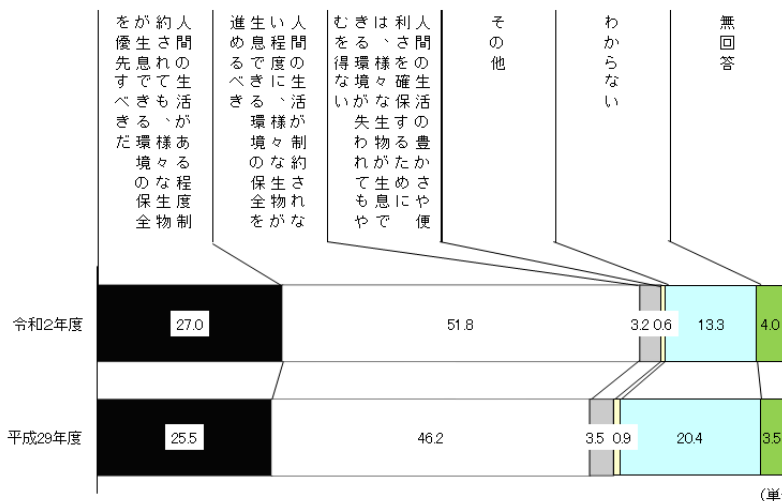 人間の生活がある程度制
約されても、様々な生物
が生息できる環境の保全
を優先すべきだ
人間の生活が制約されな
い程度に、様々な生物が
生息できる環境の保全を
進めるべき
人間の生活の豊かさや便
利さを確保するために
は、様々な生物が生息で
きる環境が失われてもや
むを得ない
その他
わからない
無回答
令和2年度
27.0
51.8
3.2
0.6
13.3
4.0
平成29年度
25.5
46.2
3.5
0.9
20.4
3.5